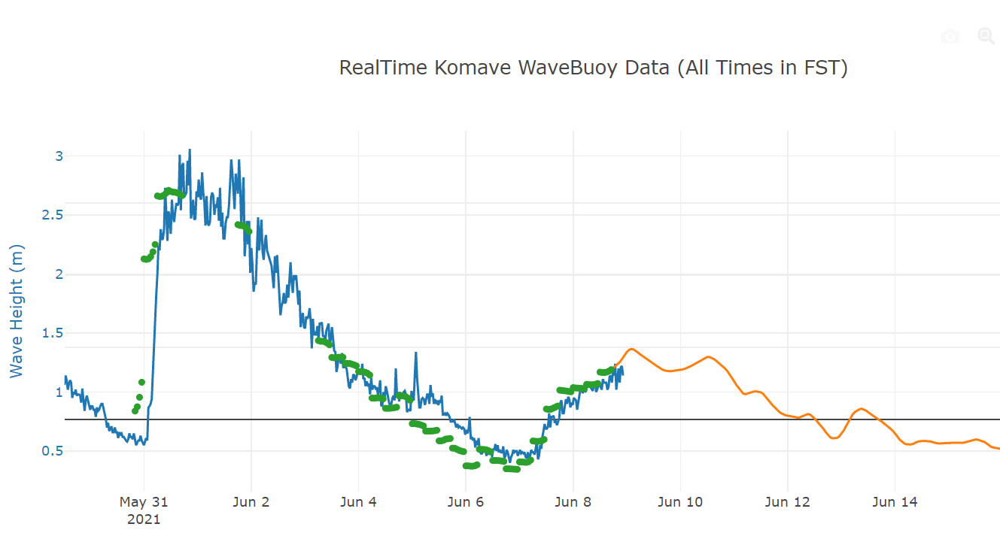 RealTime Komave WaveBuoy Data (All Times in FST)
Wave Height (m)
3
2.5
2
1.5
1
0.5
May 31
2021
Jun 2
Jun 4
Jun 6
Jun 8
Jun 10
Jun 12
Jun 14